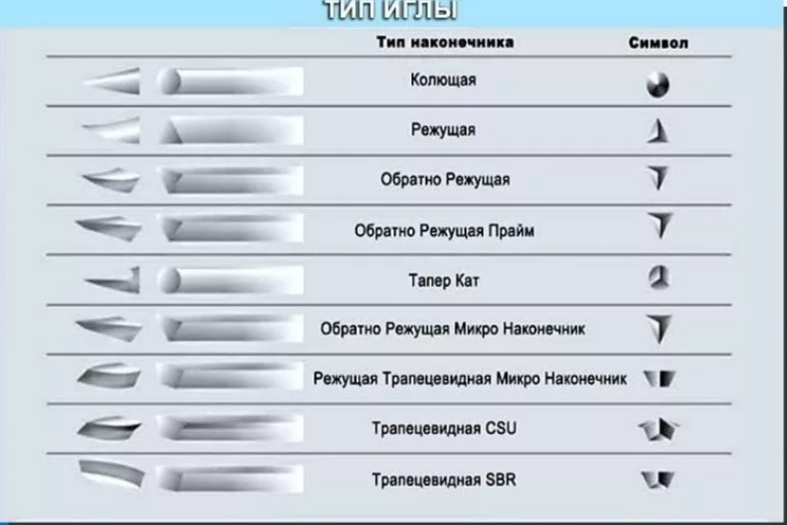 ТИП ИГЛЫ
Тип наконечника Символ
Колющая
Режущая
Обратно Режущая
Обратно Режущая Прайм
Тапер Кат
Обратно Режущая Микро Наконечник
Режущая Трапецевидная Микро Наконечник
Трапецевидная CSU
Трапецевидная SBR